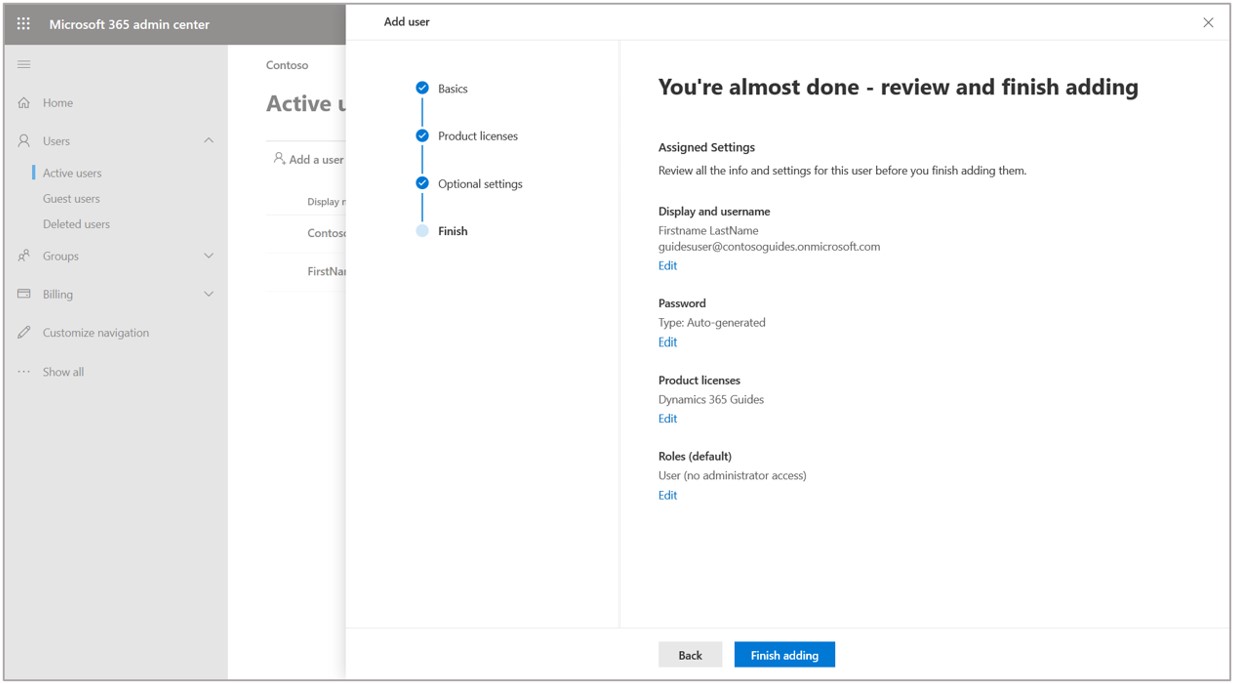 Microsoft 365 admin center
Home
Users
Active users
Guest users
Deleted users
Groups
Billing
Customize navigation
Show all
Contoso
Active u
Add a user
Display n
Contoso
FirstNar
Add user
Basics
Product licenses
Optional settings
Finish
You're almost done - review and finish adding
Assigned Settings
Review all the info and settings for this user before you finish adding them.
Display and username
Firstname LastName
guidesuser@contosoguides.onmicrosoft.com
Edit
Password
Type: Auto-generated
Edit
Product licenses
Dynamics 365 Guides
Edit
Roles (default)
User (no administrator access)
Edit
Back
Finish adding